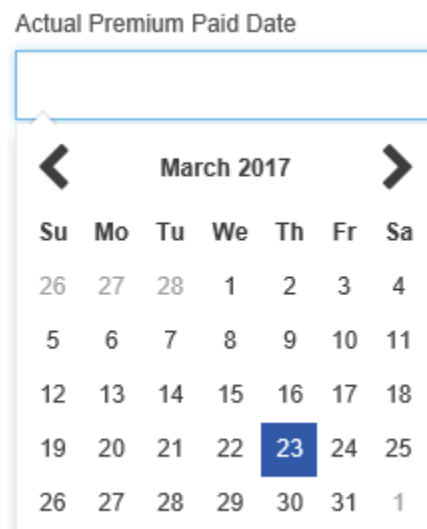 Actual Premium Paid Date
March 2017
Su Mo Tu We Th Fr Sa
26 27 28 1 2 3 4
5 6 7 8 9 10 11
12 13 14 15 16 17 18
19 20 21 22 23 24 25
26 27 28 29 30 31 1